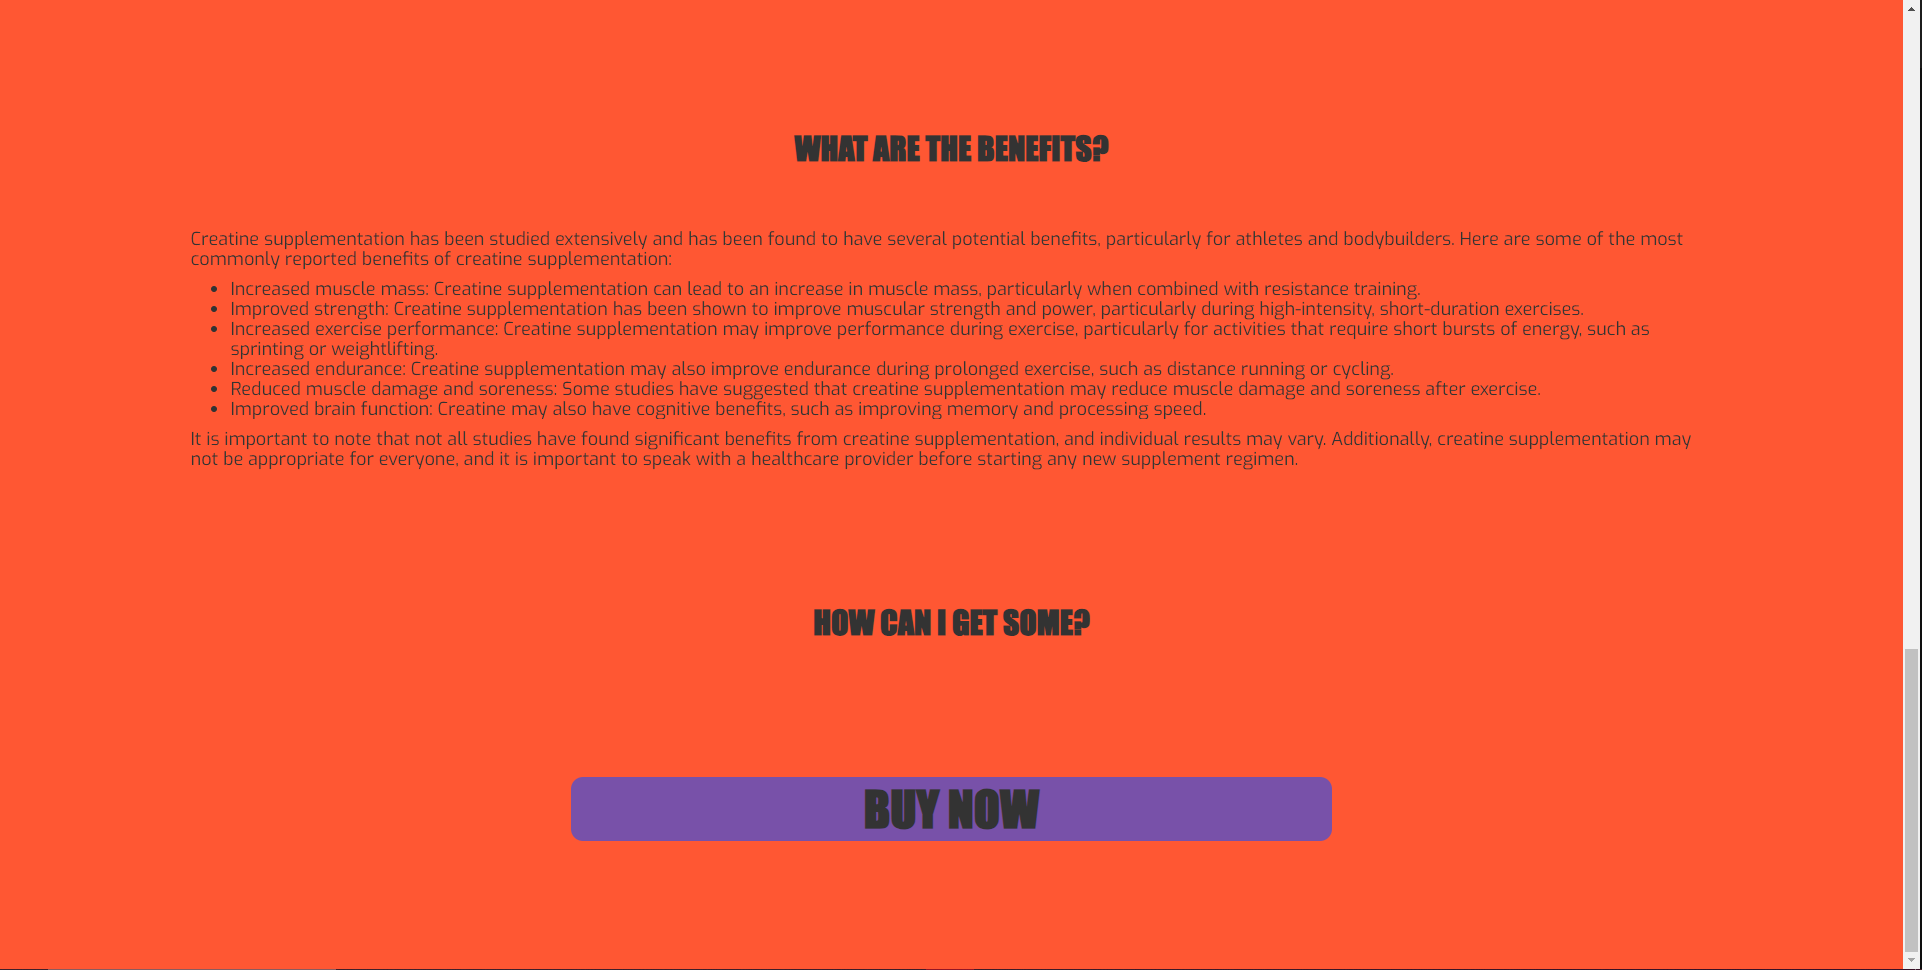 WHAT ARE THE BENEFITS?
Creatine supplementation has been studied extensively and has been found to have several potential benefits, particularly for athletes and bodybuilders. Here are some of the most
commonly reported benefits of creatine supplementation:
• Increased muscle mass: Creatine supplementation can lead to an increase in muscle mass, particularly when combined with resistance training.
• Improved strength: Creatine supplementation has been shown to improve muscular strength and power, particularly during high-intensity, short-duration exercises.
• Increased exercise performance: Creatine supplementation may improve performance during exercise, particularly for activities that require short bursts of energy, such as
sprinting or weightlifting.
• Increased endurance: Creatine supplementation may also improve endurance during prolonged exercise, such as distance running or cycling.
• Reduced muscle damage and soreness: Some studies have suggested that creatine supplementation may reduce muscle damage and soreness after exercise.
• Improved brain function: Creatine may also have cognitive benefits, such as improving memory and processing speed.
It is important to note that not all studies have found significant benefits from creatine supplementation, and individual results may vary. Additionally, creatine supplementation may
not be appropriate for everyone, and it is important to speak with a healthcare provider before starting any new supplement regimen.
HOW CAN I GET SOME?
BUY NOW